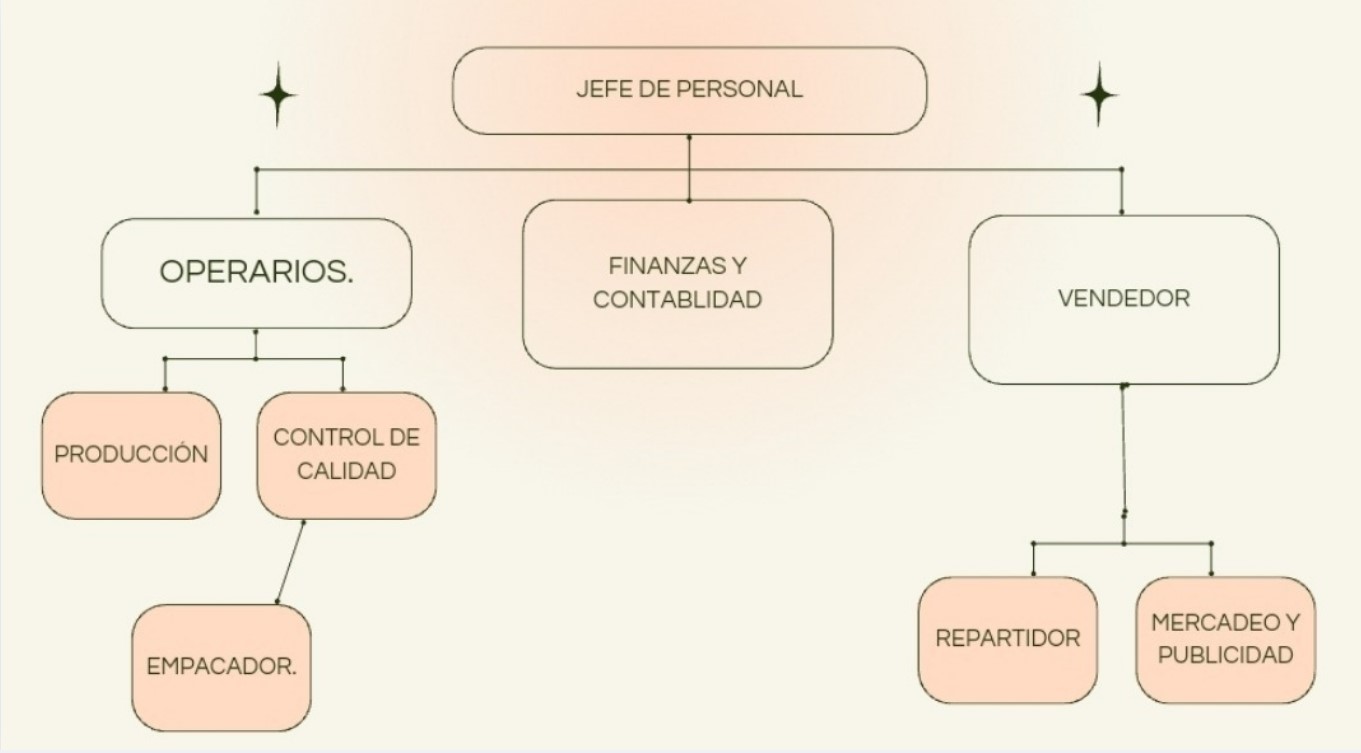 JEFE DE PERSONAL
OPERARIOS.
FINANZAS Y
CONTABLIDAD
VENDEDOR
PRODUCCIÓN
CONTROL DE
CALIDAD
EMPACADOR.
REPARTIDOR
MERCADEO Y
PUBLICIDAD